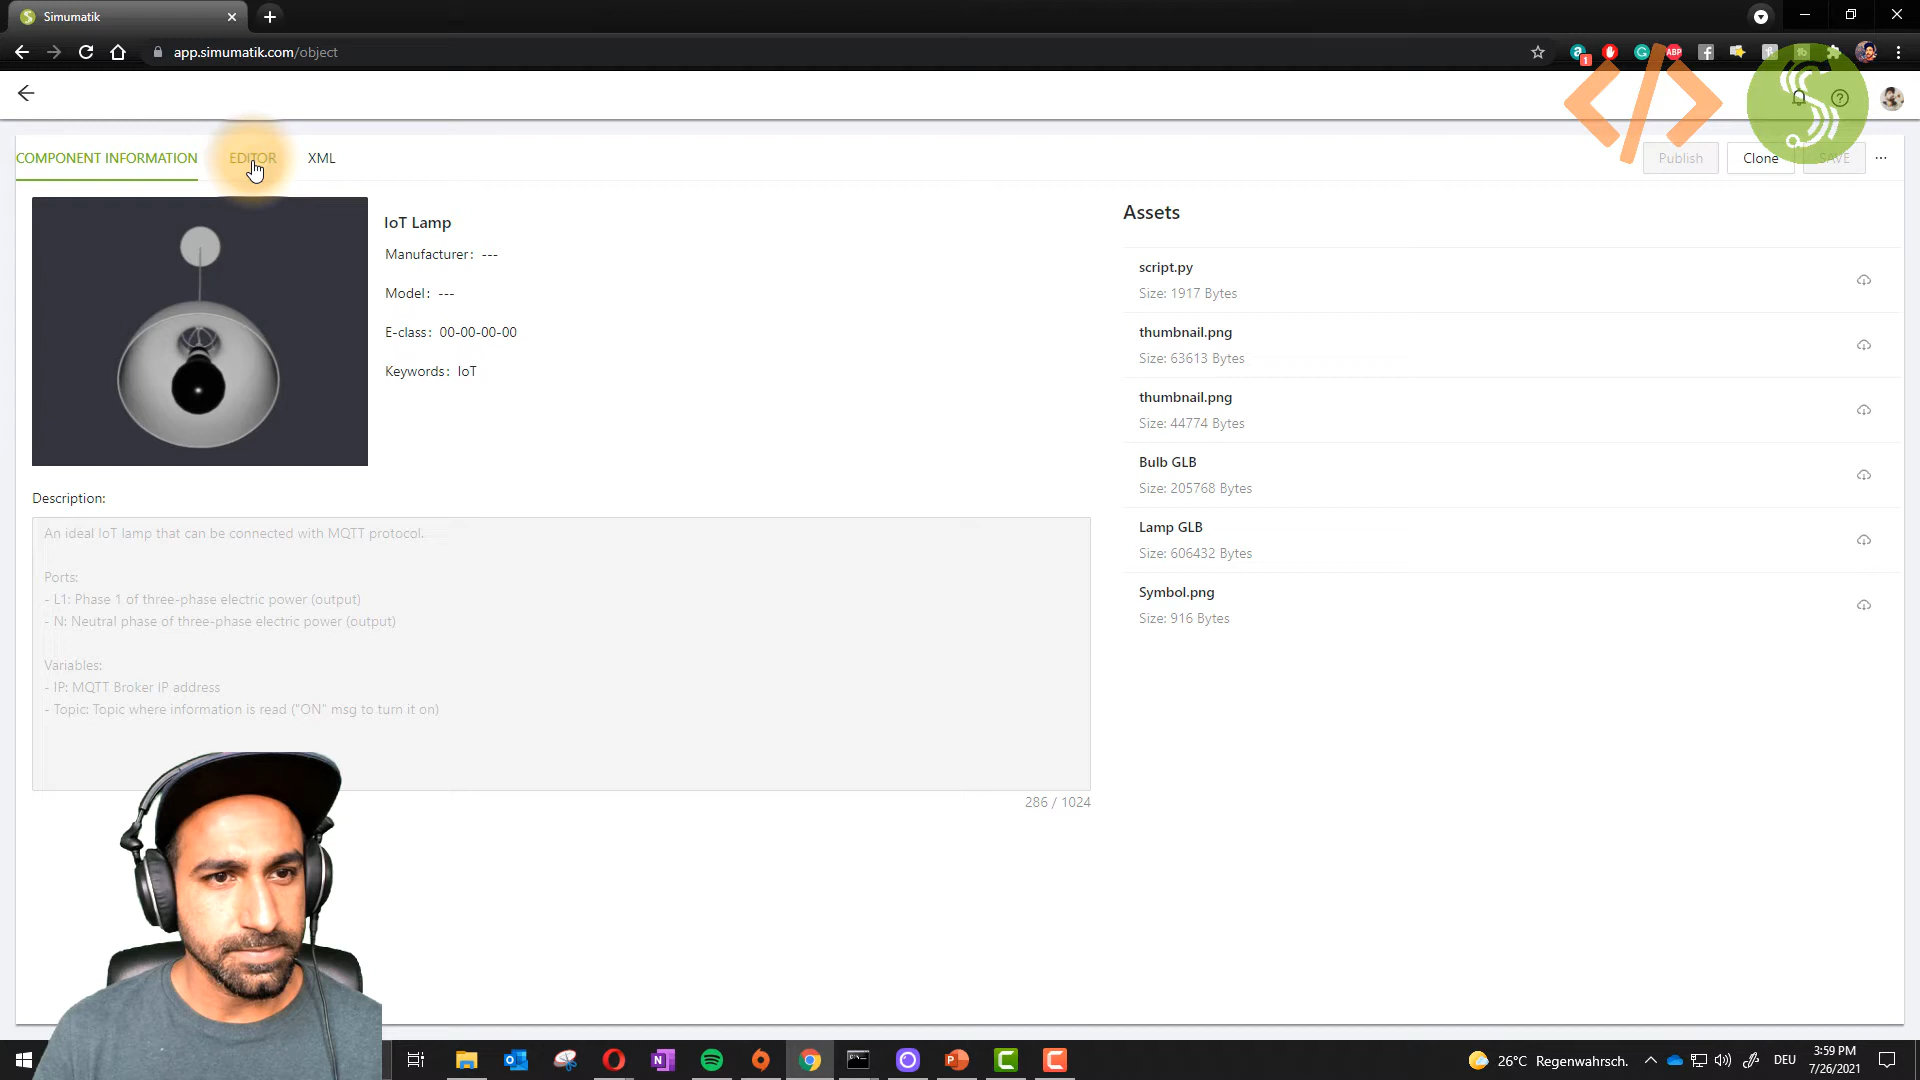 Simumatik
app.simumatik.com/object
1
ABP
COMPONENT INFORMATION
EDITOR
XML
Publish
Clone
SAVE
IoT Lamp
Manufacturer: ---
Model: ---
E-class: 00-00-00-00
Keywords: IoT
Description:
An ideal IoT lamp that can be connected with MQTT protocol.
Ports:
- L1: Phase 1 of three-phase electric power (output)
- N: Neutral phase of three-phase electric power (output)
Variables:
- IP: MQTT Broker IP address
- Topic: Topic where information is read ("ON" msg to turn it on)
286 / 1024
Assets
script.py
Size: 1917 Bytes
thumbnail.png
Size: 63613 Bytes
thumbnail.png
Size: 44774 Bytes
Bulb GLB
Size: 205768 Bytes
Lamp GLB
Size: 606432 Bytes
Symbol.png
Size: 916 Bytes
26°C Regenwahrsch.
DEU
3:59 PM
7/26/2021